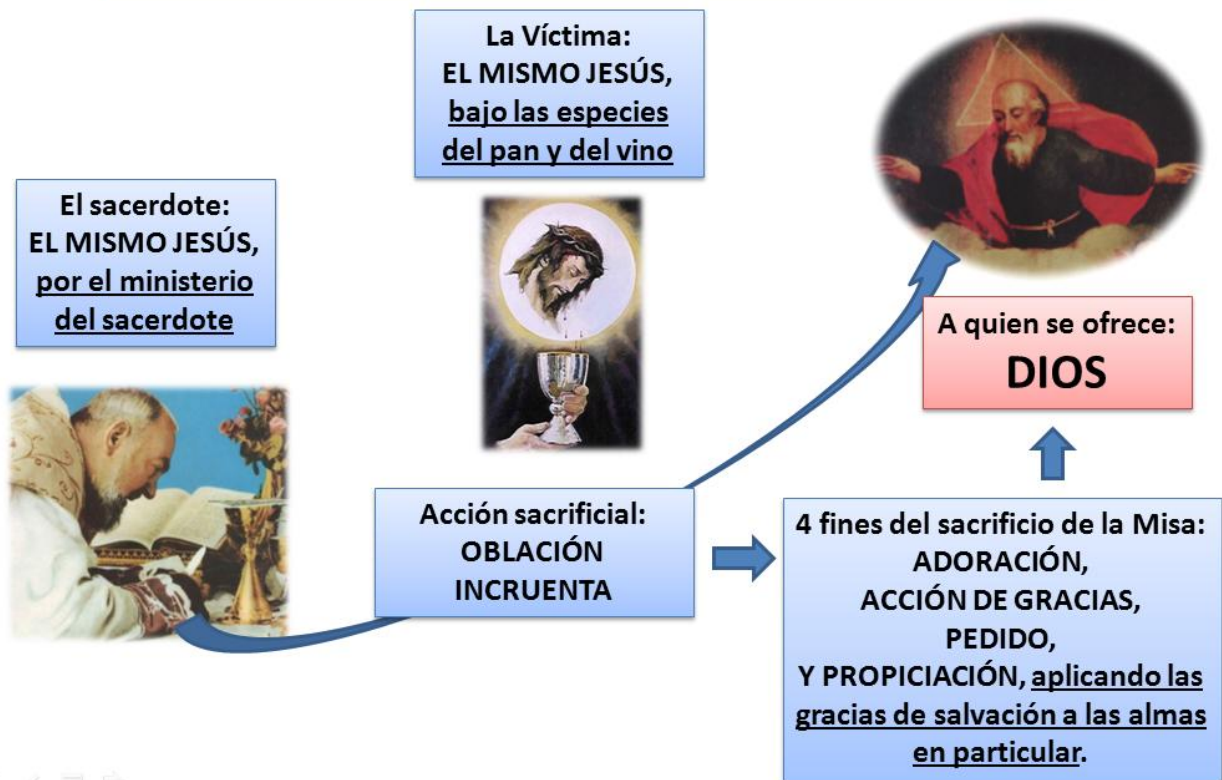 La Víctima:
EL MISMO JESÚS,
bajo las especies
del pan y del vino
El sacerdote:
EL MISMO JESÚS,
por el ministerio
del sacerdote
A quien se ofrece:
DIOS
Acción sacrificial:
OBLACIÓN
INCRUENTA
4 fines del sacrificio de la Misa:
ADORACIÓN,
ACCIÓN DE GRACIAS,
PEDIDO,
Y PROPICIACIÓN, aplicando las
gracias de salvación a las almas
en particular.